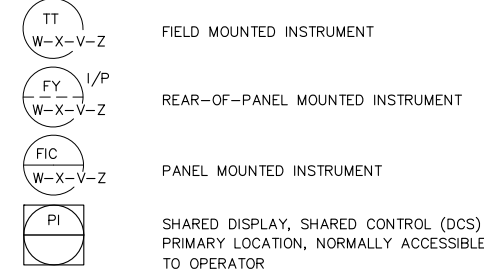 TT
W-X-V-Z
FIELD MOUNTED INSTRUMENT
FY
I/P
W-X-V-Z
REAR-OF-PANEL MOUNTED INSTRUMENT
FIC
W-X-V-Z
PANEL MOUNTED INSTRUMENT
PI
SHARED DISPLAY, SHARED CONTROL (DCS)
PRIMARY LOCATION, NORMALLY ACCESSIBLE
TO OPERATOR